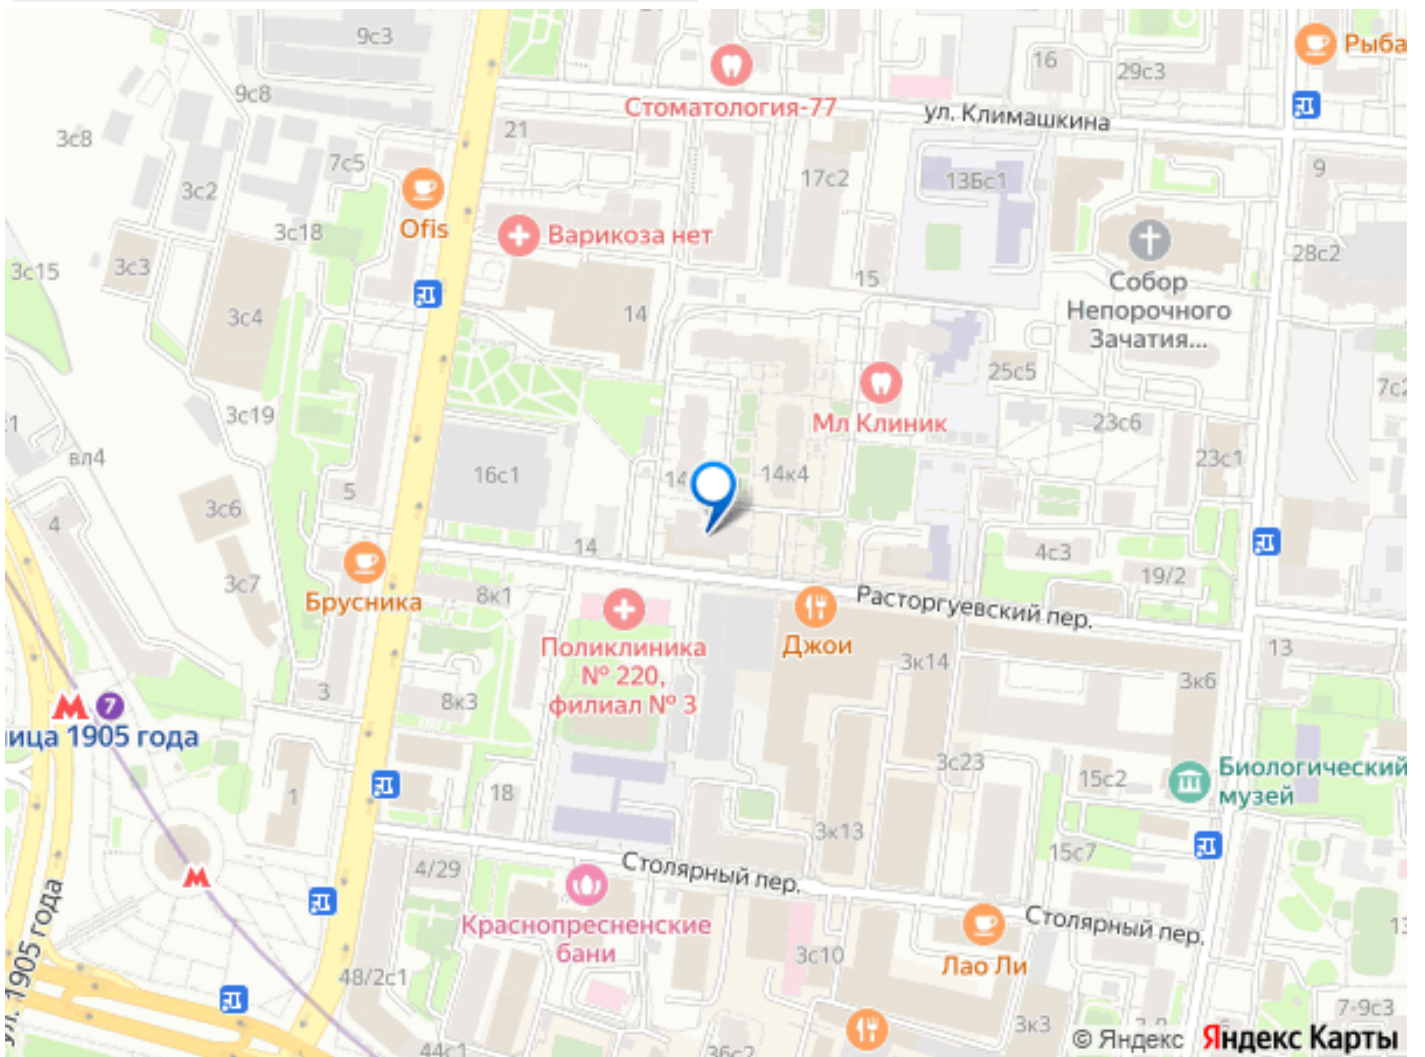 9с3
Рыба
16
29с3
9с8
Стоматология-77
ул. Климашкина
3с8
21
7с5
17с2
13Бс1
9
3с2
Ofis
3с18
Варикоза нет
28с2
3с15
3с3
15
Собор
Непорочного
Зачатия...
3с4
14
25с5
7с2
3с19
Мл Клиник
23с6
вл4
23с1
16с1
14
14к4
5
3с6
4
14
4с3
3с7
19/2
Брусника
8к1
Расторгуевский пер.
Поликлиника
№ 220,
филиал № 3
Джои
13
3к14
3
8к3
3к6
7
ица 1905 года
3с23
15с2
Биологический
музей
1
18
3к13
15с7
4/29
Столярный пер.
Краснопресненские
бани
Столярный пер.
13
ул. 1905 года
48/2с1
3с10
Лао Ли
7-9с3
3к3
44с1
36с2
© Яндекс
Яндекс Карты